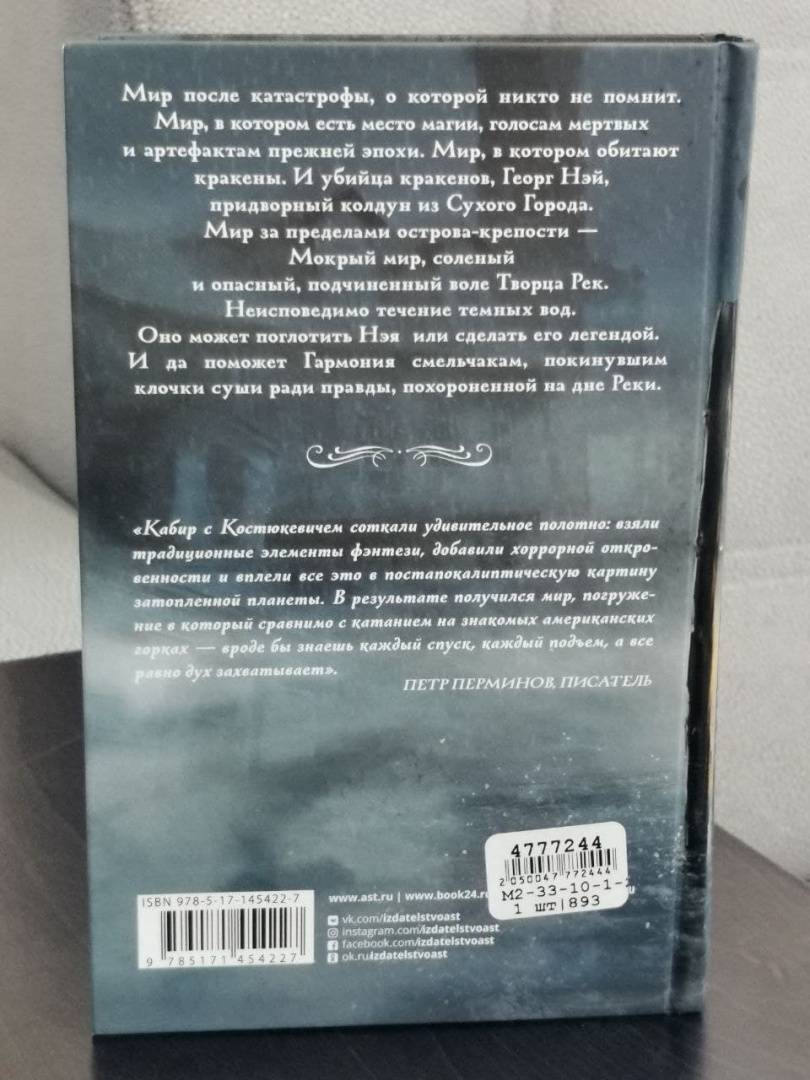 Мир после катастрофы, о которой никто не помнит.
Мир, в котором есть место магии, голосам мертвых
и артефактам прежней эпохи. Мир, в котором обитают
кракены. И убийца кракенов, Георг Нэй,
придворный колдун из Сухого Города.
Мир за пределами острова-крепости —
Мокрый мир, соленый
и опасный, подчиненный воле Творца Рек.
Неисповедимо течение темных вод.
Оно может поглотить Нэя или сделать его легендой.
И да поможет Гармония смельчакам, покинувшим
клочки суши ради правды, похороненной на дне Реки.
«Кабир с Костюкевичем соткали удивительное полотно: взяли
традиционные элементы фэнтези, добавили хоррорной откро-
венности и вплели все это в постапокалиптическую картину
затопленной планеты. В результате получился мир, погруже-
ние в который сравнимо с катанием на знакомых американских
горках — вроде бы знаешь каждый спуск, каждый подъем, а все
равно дух захватывает».
ПЕТР ПЕРМИНОВ, ПИСАТЕЛЬ
ISBN 978-5-17-145422-7
9 785171 454227
www.ast.ru | www.book24.ru
vk.com/izdatelstvoast
instagram.com/izdatelstvoast
facebook.com/izdatelstvoast
ok.ru/izdatelstvoast
4777244
2 050047 772444
М2-33-10-1-
1 шт|893